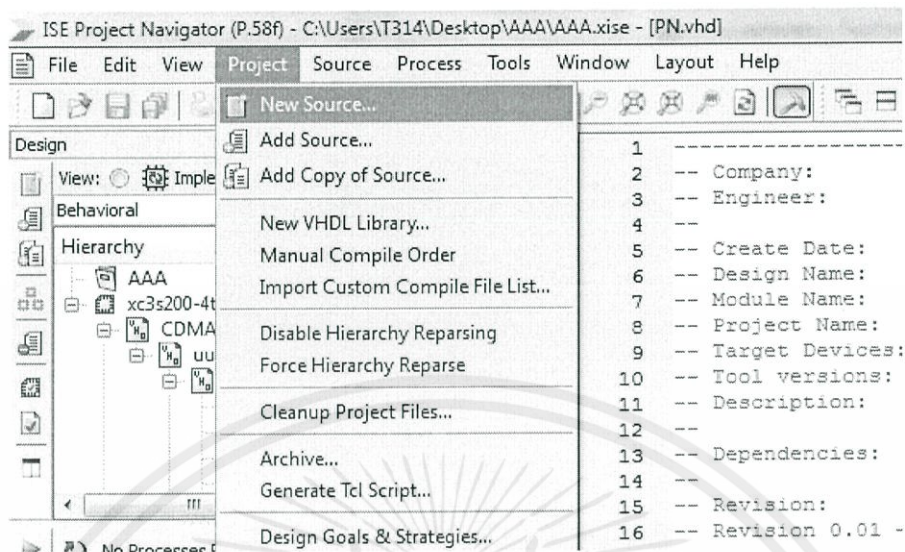 ISE Project Navigator (P.58f) - C:\Users\T314\Desktop\AAA\AAA.xise - [PN.vhd]
File Edit View Project Source Process Tools Window Layout Help
New Source...
Add Source...
Add Copy of Source...
New VHDL Library...
Manual Compile Order
Import Custom Compile File List...
Disable Hierarchy Reparsing
Force Hierarchy Reparse
Cleanup Project Files...
Archive...
Generate Tcl Script...
Design Goals & Strategies...
Design
View: Imple
Behavioral
Hierarchy
AAA
xc3s200-4t
CDMA
uu
No Processes
1 --------------------
2 -- Company:
3 -- Engineer:
4 --
5 -- Create Date:
6 -- Design Name:
7 -- Module Name:
8 -- Project Name:
9 -- Target Devices:
10 -- Tool versions:
11 -- Description:
12 --
13 -- Dependencies:
14 --
15 -- Revision:
16 -- Revision 0.01 -